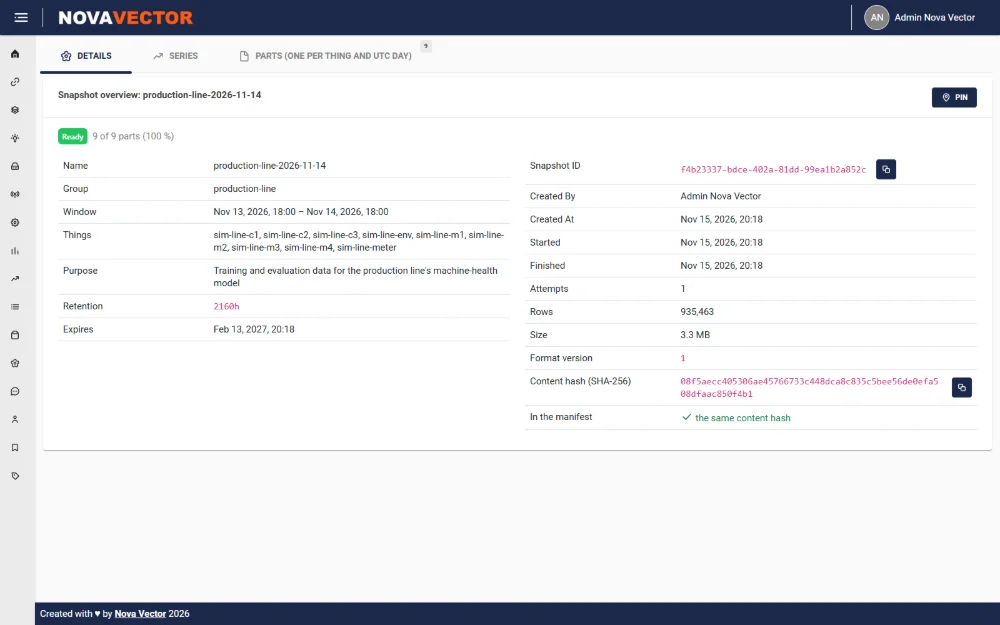 NOVAVECTOR
AN Admin Nova Vector
DETAILS
SERIES
PARTS (ONE PER THING AND UTC DAY)
9
Snapshot overview: production-line-2026-11-14
PIN
Ready 9 of 9 parts (100 %)
Name production-line-2026-11-14
Group production-line
Window Nov 13, 2026, 18:00 – Nov 14, 2026, 18:00
Things sim-line-c1, sim-line-c2, sim-line-c3, sim-line-env, sim-line-m1, sim-line-
m2, sim-line-m3, sim-line-m4, sim-line-meter
Purpose Training and evaluation data for the production line's machine-health
model
Retention 2160h
Expires Feb 13, 2027, 20:18
Snapshot ID f4b23337-bdce-402a-81dd-99ea1b2a852c
Created By Admin Nova Vector
Created At Nov 15, 2026, 20:18
Started Nov 15, 2026, 20:18
Finished Nov 15, 2026, 20:18
Attempts 1
Rows 935,463
Size 3.3 MB
Format version 1
Content hash (SHA-256) 08f5aecc405306ae45766733c448dca8c835c5bee56de0efa5
08dfaac850f4b1
In the manifest the same content hash
Created with ♥ by Nova Vector 2026